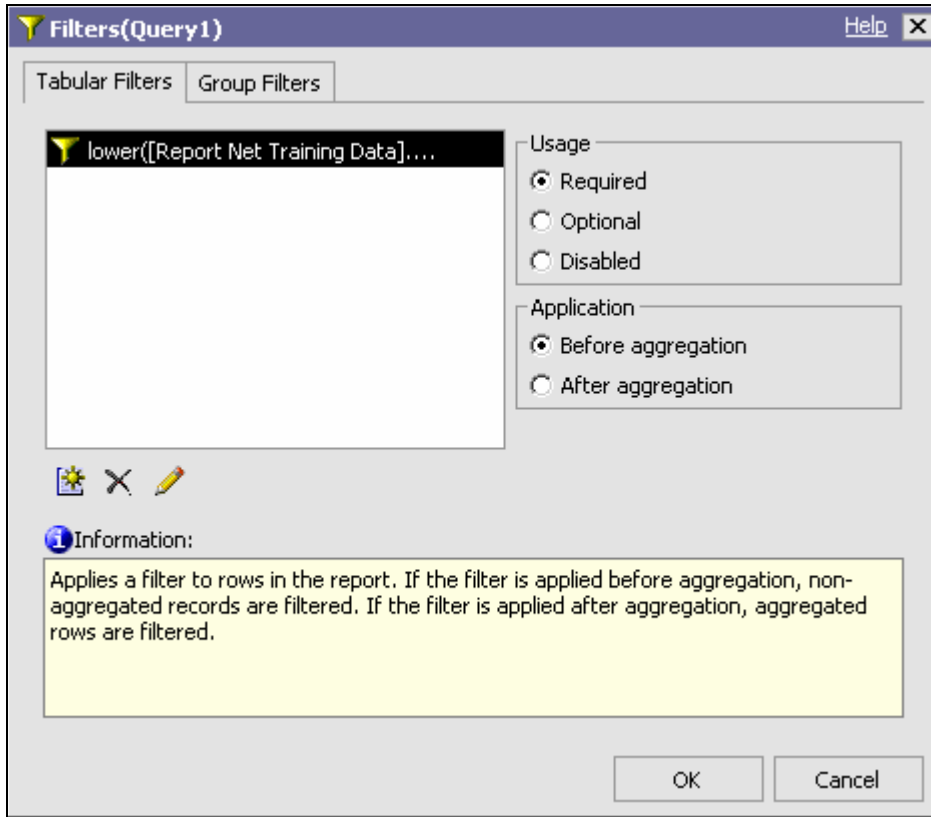 Filters(Query1)
Help
Tabular Filters
Group Filters
lower([Report Net Training Data]....
Usage
Required
Optional
Disabled
Application
Before aggregation
After aggregation
Information:
Applies a filter to rows in the report. If the filter is applied before aggregation, non-
aggregated records are filtered. If the filter is applied after aggregation, aggregated
rows are filtered.
OK
Cancel